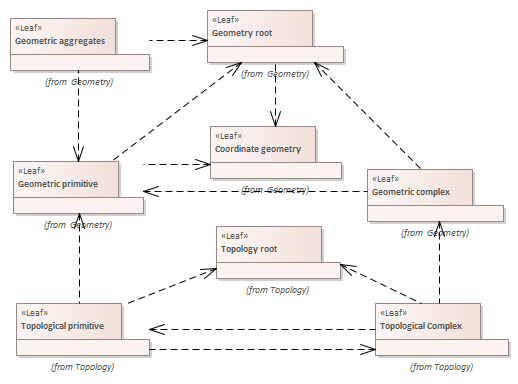 «Leaf»
Geometric aggregates
(from Geometry)
«Leaf»
Geometry root
(from Geometry)
«Leaf»
Coordinate geometry
(from Geometry)
«Leaf»
Geometric primitive
(from Geometry)
«Leaf»
Geometric complex
(from Geometry)
«Leaf»
Topology root
(from Topology)
«Leaf»
Topological primitive
(from Topology)
«Leaf»
Topological Complex
(from Topology)